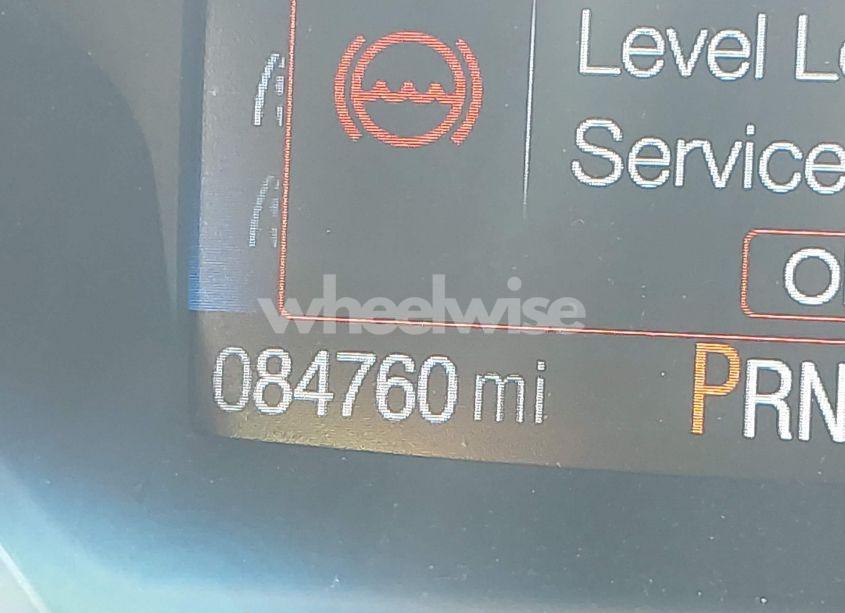 Level
Service
wheelwise
084760 mi PRN